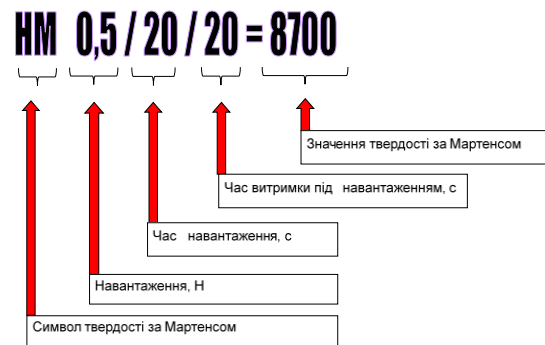 НМ 0,5 / 20 / 20 = 8700
Значення твердості за Мартенсом
Час витримки під навантаженням, с
Час навантаження, с
Навантаження, Н
Символ твердості за Мартенсом